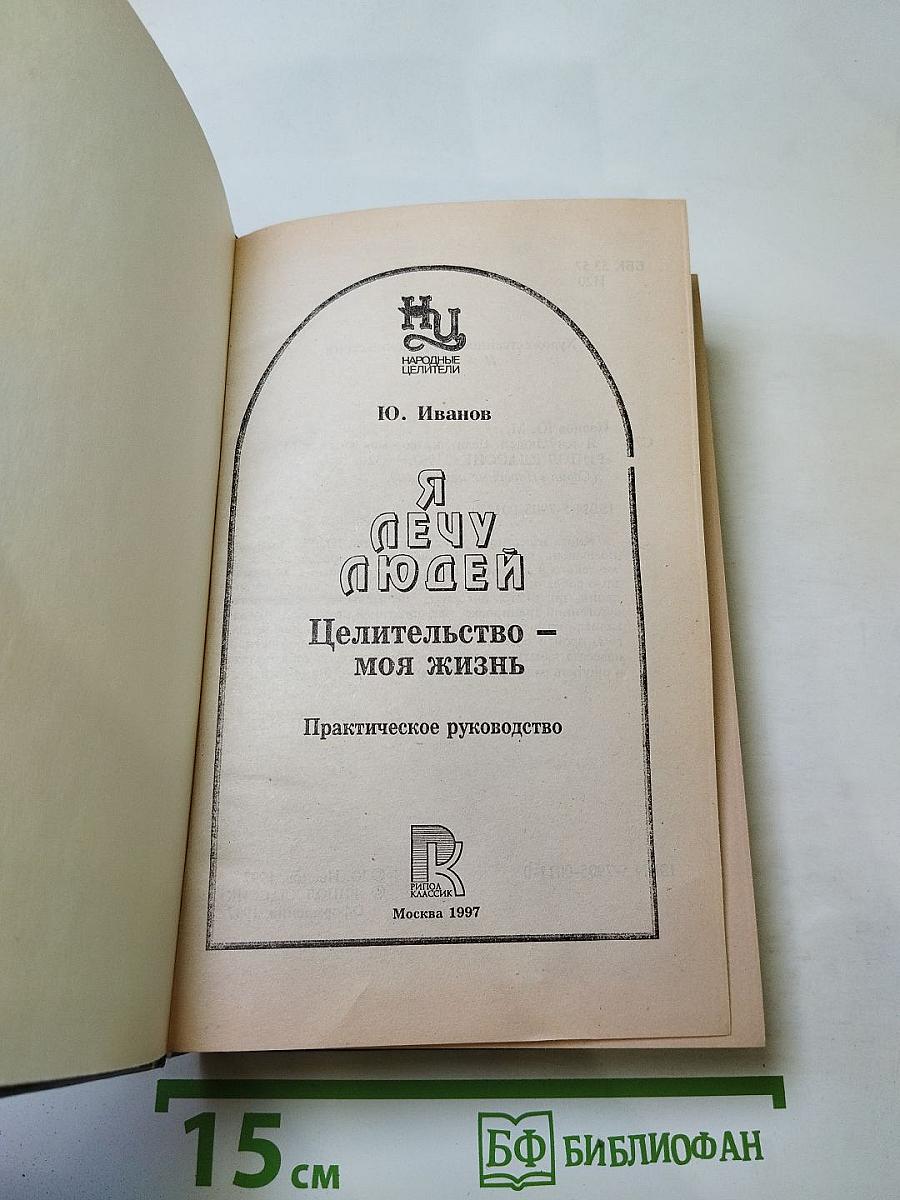 НЦ
НАРОДНЫЕ
ЦЕЛИТЕЛИ
Ю. Иванов
Я
ЛЕЧУ
ЛЮДЕЙ
Целительство –
моя жизнь
Практическое руководство
РК
РИПОЛ
КЛАССИК
Москва 1997
15 см
БФ БИБЛИОФАН